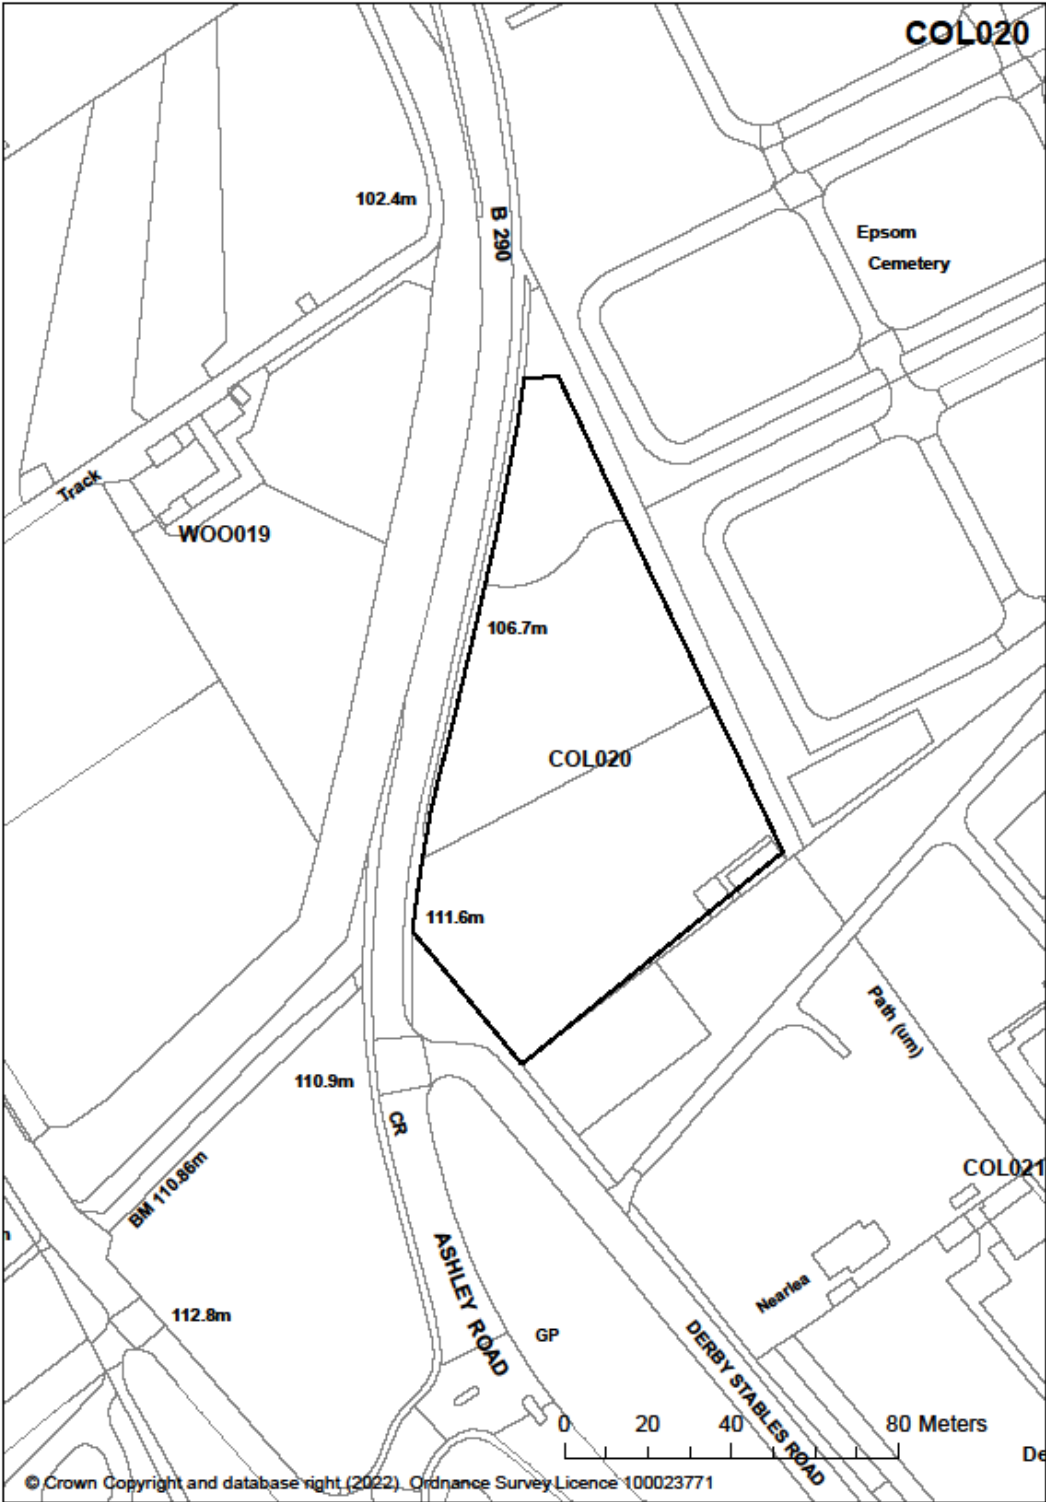 COL020
102.4m
B 290
Epsom
Cemetery
Track
WOO019
106.7m
COL020
111.6m
Path (um)
110.9m
CR
BM 110.86m
COL021
ASHLEY ROAD
Nearlea
112.8m
GP
DERBY STABLES ROAD
0 20 40 80 Meters
De
© Crown Copyright and database right (2022). Ordnance Survey Licence 100023771